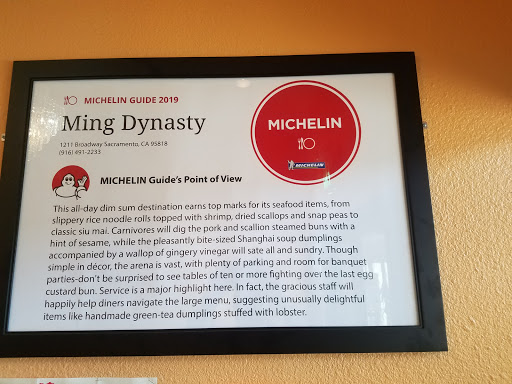 MICHELIN GUIDE 2019
Ming Dynasty
1211 Broadway Sacramento, CA 95818
(916) 491-2233
MICHELIN
MICHELIN
MICHELIN Guide's Point of View
This all-day dim sum destination earns top marks for its seafood items, from
slippery rice noodle rolls topped with shrimp, dried scallops and snap peas to
classic siu mai. Carnivores will dig the pork and scallion steamed buns with a
hint of sesame, while the pleasantly bite-sized Shanghai soup dumplings
accompanied by a wallop of gingery vinegar will sate all and sundry. Though
simple in décor, the arena is vast, with plenty of parking and room for banquet
parties-don't be surprised to see tables of ten or more fighting over the last egg
custard bun. Service is a major highlight here. In fact, the gracious staff will
happily help diners navigate the large menu, suggesting unusually delightful
items like handmade green-tea dumplings stuffed with lobster.